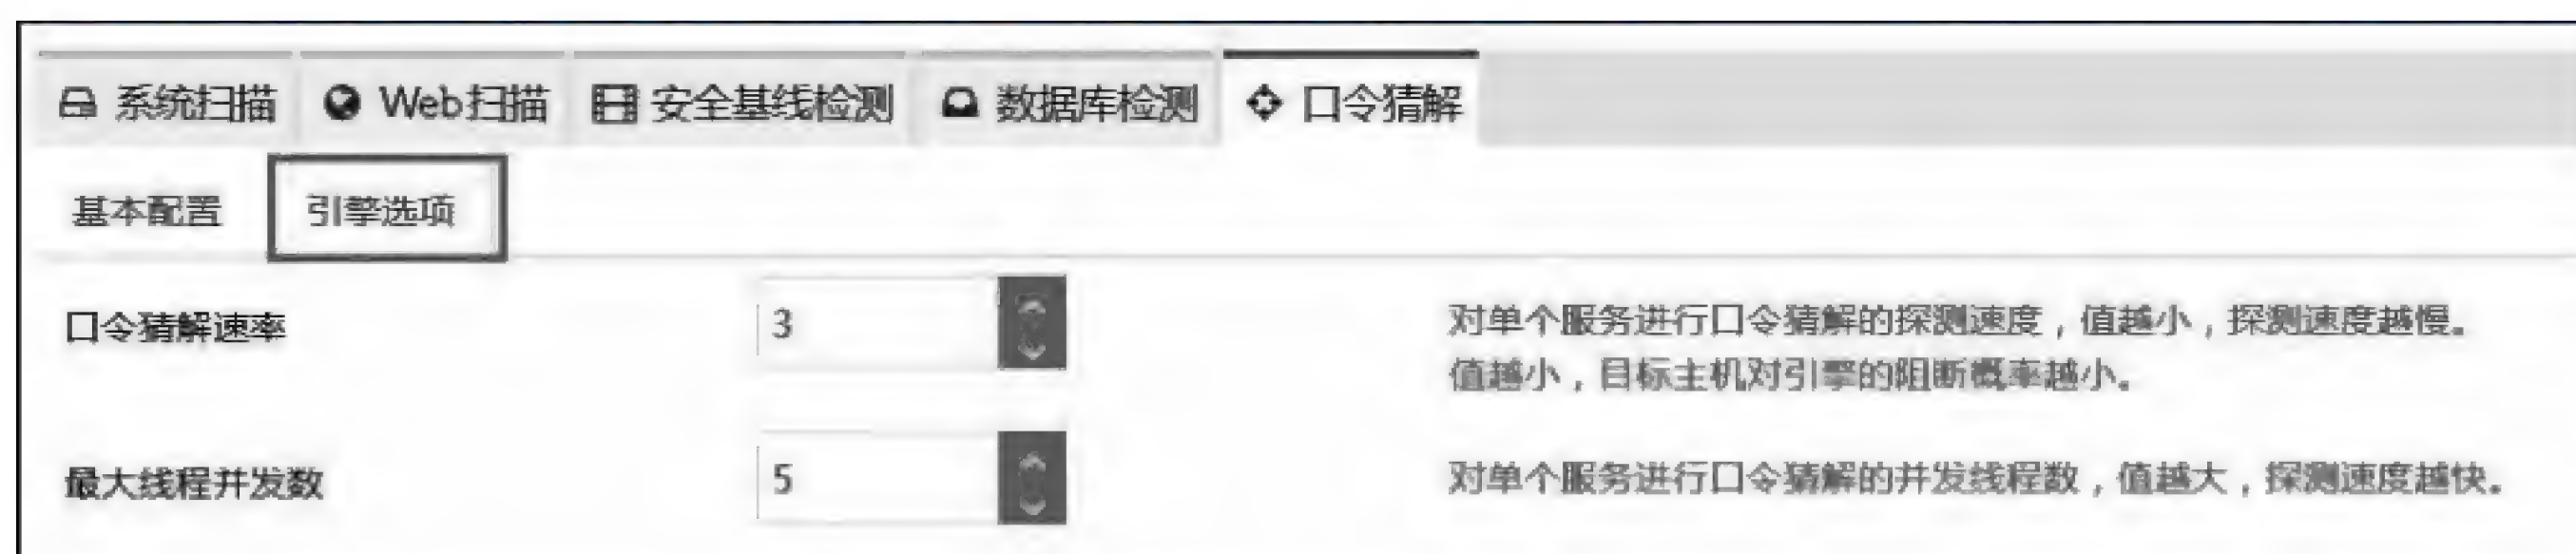 系统扫描 Web扫描 安全基线检测 数据库检测 口令猜解
基本配置 引擎选项
口令猜解速率 3 对单个服务进行口令猜解的探测速度，值越小，探测速度越慢。
值越小，目标主机对引擎的阻断概率越小。
最大线程并发数 5 对单个服务进行口令猜解的并发线程数，值越大，探测速度越快。